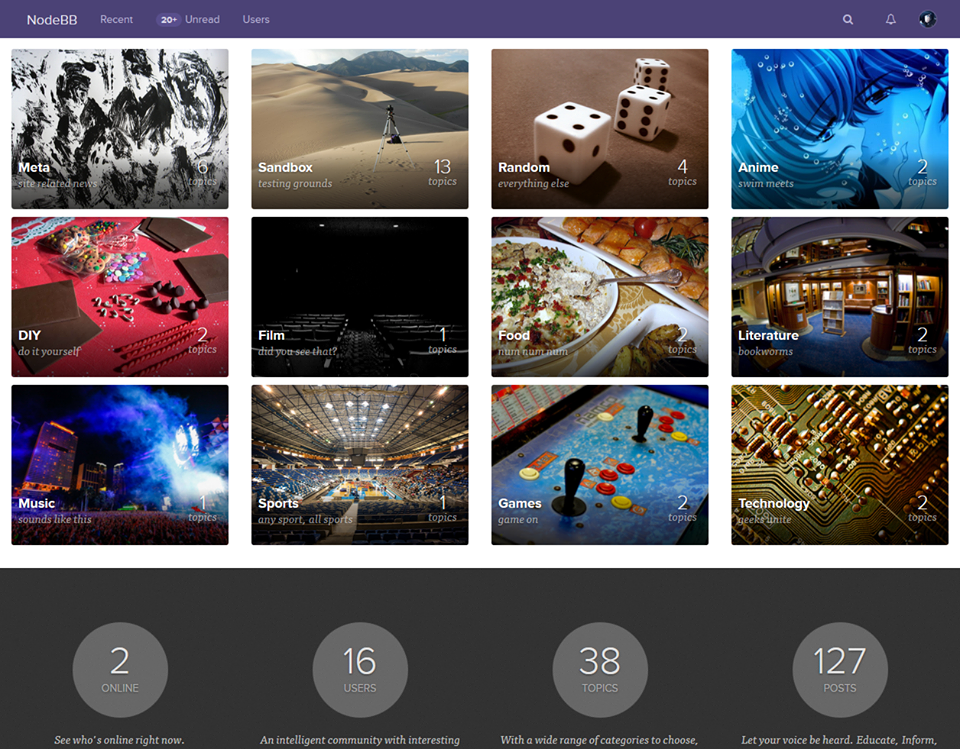 NodeBB Recent 20+ Unread Users
Meta
site related news
6
topics
Sandbox
testing grounds
13
topics
Random
everything else
4
topics
Anime
swim meets
2
topics
DIY
do it yourself
2
topics
Film
did you see that?
1
topics
Food
num num num
2
topics
Literature
bookworms
2
topics
Music
sounds like this
1
topics
Sports
any sport, all sports
1
topics
Games
game on
2
topics
Technology
geeks unite
2
topics
2
ONLINE
See who's online right now.
16
USERS
An intelligent community with interesting
38
TOPICS
With a wide range of categories to choose,
127
POSTS
Let your voice be heard. Educate, Inform,